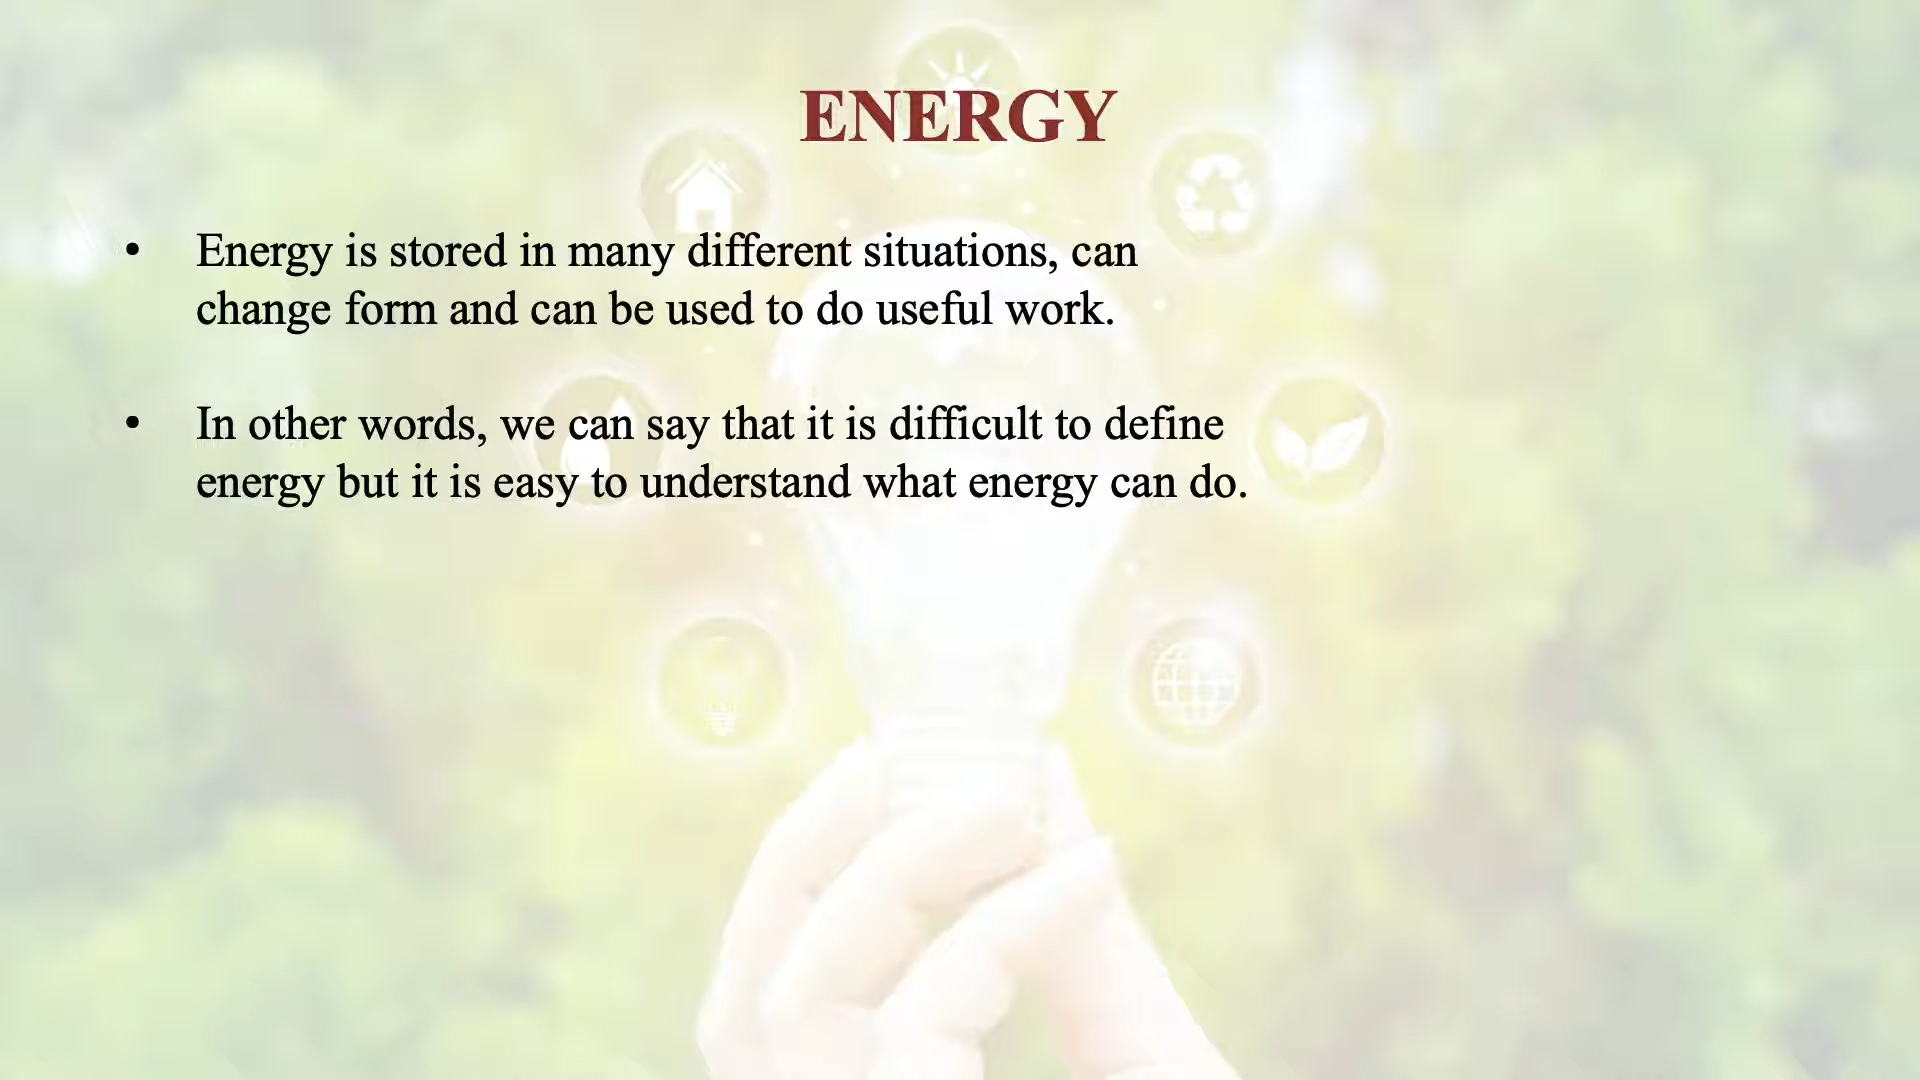 ENERGY
• Energy is stored in many different situations, can
change form and can be used to do useful work.
• In other words, we can say that it is difficult to define
energy but it is easy to understand what energy can do.